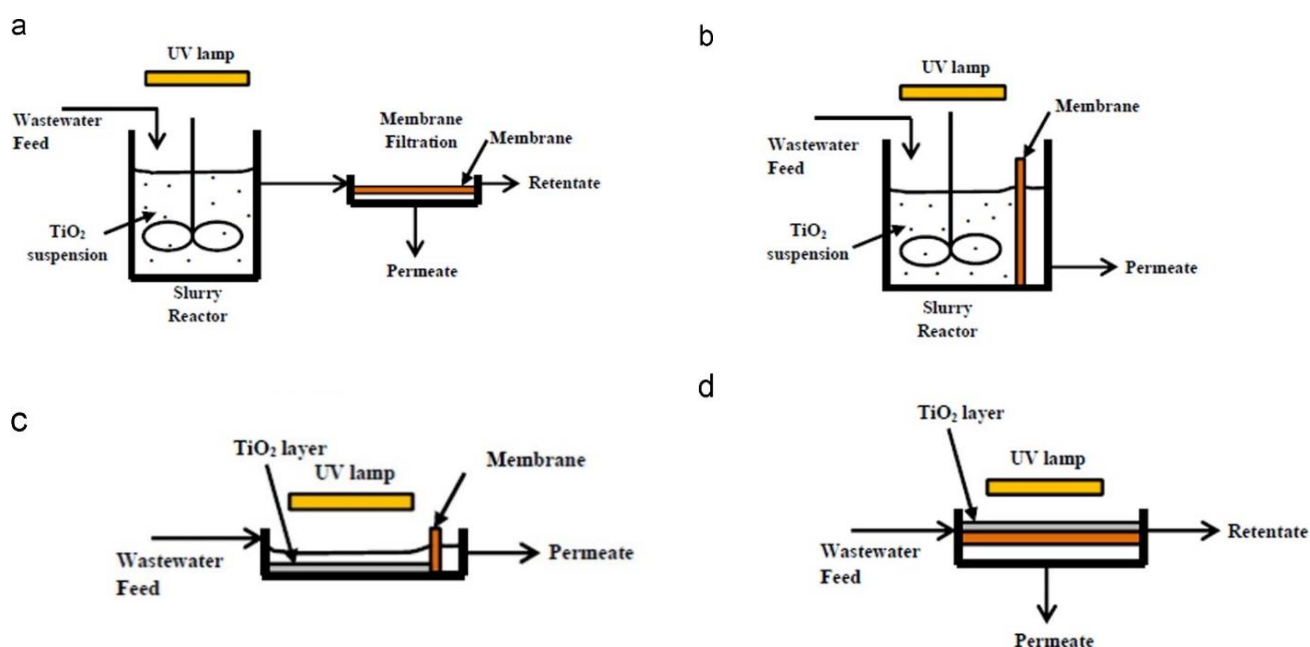 a
UV lamp
Wastewater
Feed
Membrane
Filtration
Membrane
Retentate
TiO₂
suspension
Permeate
Slurry
Reactor
b
UV lamp
Membrane
Wastewater
Feed
TiO₂
suspension
Permeate
Slurry
Reactor
c
TiO₂ layer
UV lamp
Membrane
Wastewater
Feed
Permeate
d
TiO₂ layer
UV lamp
Wastewater
Feed
Retentate
Permeate